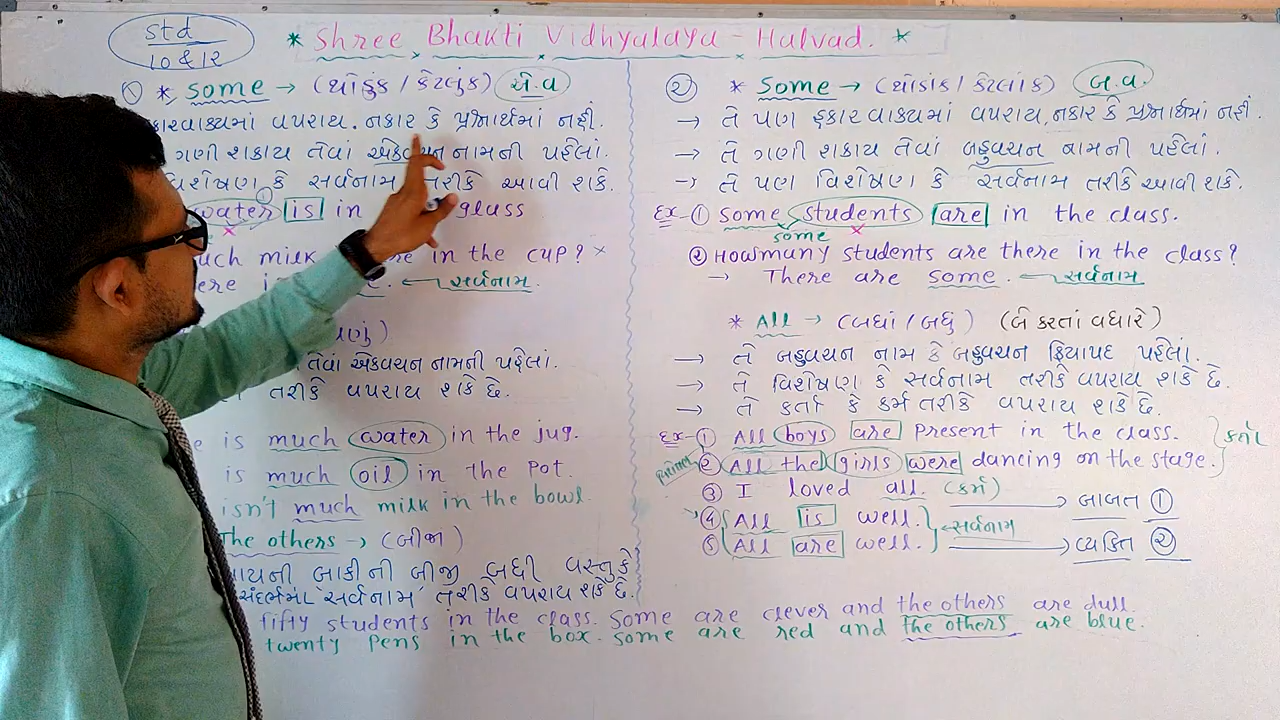 std
10 & 12
* Shree Bhakti Vidhyalaya - Halvad. *
① * Some → (થોડુંક / કેટલુંક) એ.વ
વાક્યમાં વપરાય. નકાર કે પ્રશ્નાર્થમાં નહીં.
ગણી શકાય તેવાં એકવચન નામની પહેલાં.
વિશેષણ કે સર્વનામ તરીકે આવી શકે.
① water is in glass
milk in the cup? ×
← સર્વનામ.
તેવાં એકવચન નામની પહેલાં.
તરીકે વપરાય શકે છે.
is much water in the jug.
is much oil in the Pot.
isn't much milk in the bowl.
The others → (બીજા)
બાકીની બીજી બધી વસ્તુ કે
સંદર્ભમાં 'સર્વનામ' તરીકે વપરાય શકે છે.
fifty students in the class. Some are clever and the others are dull.
twenty pens in the box. some are red and the others are blue.
② * Some → (થોડાંક / કેટલાંક) બ.વ.
→ તે પણ હકાર વાક્યમાં વપરાય, નકાર કે પ્રશ્નાર્થમાં નહીં.
→ તે ગણી શકાય તેવાં બહુવચન નામની પહેલાં.
→ તે પણ વિશેષણ કે સર્વનામ તરીકે આવી શકે.
Ex- ① Some students are in the class.
some ×
② Howmany students are there in the class?
→ There are some. ← સર્વનામ
* All → (બધાં / બધું) (બે કરતાં વધારે)
→ તે બહુવચન નામ કે બહુવચન ક્રિયાપદ પહેલાં.
→ તે વિશેષણ કે સર્વનામ તરીકે વપરાય શકે છે.
→ તે કર્તા કે કર્મ તરીકે વપરાય શકે છે.
Ex- ① All boys are Present in the class.
② All the girls were dancing on the stage. } કર્તા
③ I loved all. (કર્મ)
④ All is well. → બાબત ①
← સર્વનામ
⑤ All are well. → વ્યક્તિ ②